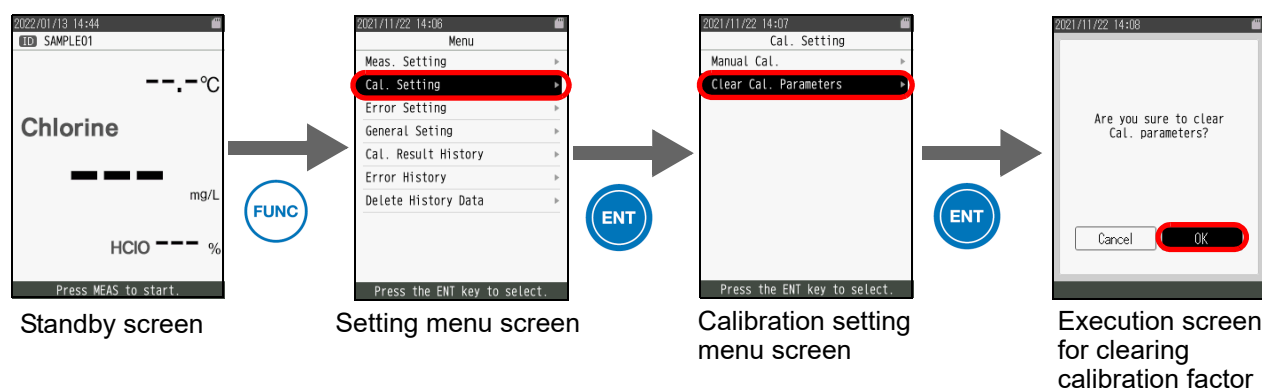 2022/01/13 14:44
ID SAMPLE01
--.-℃
Chlorine
---
mg/L
HClO --- %
Press MEAS to start.
Standby screen
FUNC
2021/11/22 14:06
Menu
Meas. Setting
Cal. Setting
Error Setting
General Seting
Cal. Result History
Error History
Delete History Data
Press the ENT key to select.
Setting menu screen
ENT
2021/11/22 14:07
Cal. Setting
Manual Cal.
Clear Cal. Parameters
Press the ENT key to select.
Calibration setting
menu screen
ENT
2021/11/22 14:08
Are you sure to clear
Cal. parameters?
Cancel OK
Execution screen
for clearing
calibration factor